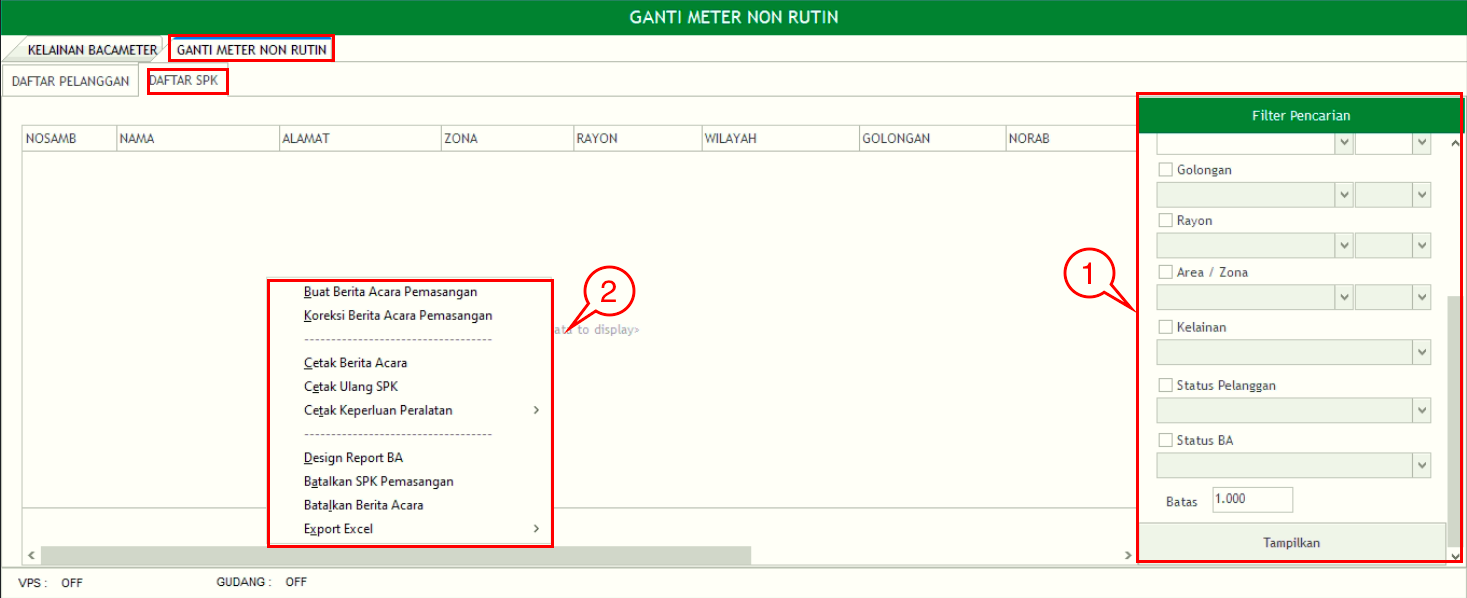 GANTI METER NON RUTIN
KELAINAN BACAMETER GANTI METER NON RUTIN
DAFTAR PELANGGAN DAFTAR SPK
NOSAMB NAMA ALAMAT ZONA RAYON WILAYAH GOLONGAN NORAB
to display>
Buat Berita Acara Pemasangan
Koreksi Berita Acara Pemasangan
----------------------------------
Cetak Berita Acara
Cetak Ulang SPK
Cetak Keperluan Peralatan >
----------------------------------
Design Report BA
Batalkan SPK Pemasangan
Batalkan Berita Acara
Export Excel >
2
1
Filter Pencarian
Golongan
Rayon
Area / Zona
Kelainan
Status Pelanggan
Status BA
Batas 1.000
Tampilkan
VPS : OFF GUDANG : OFF